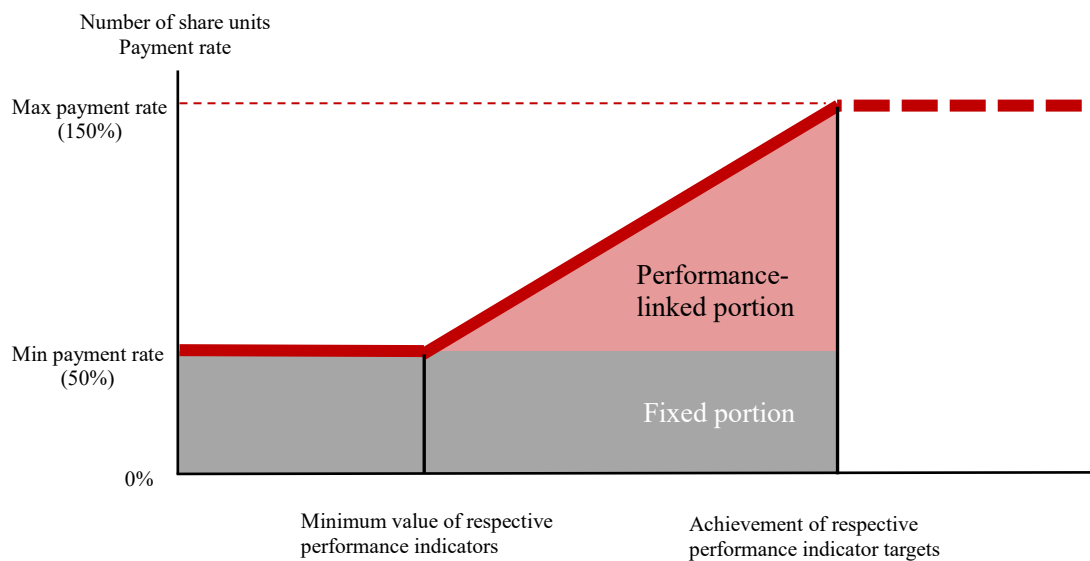 Number of share units
Payment rate
Max payment rate
(150%)
Performance-
linked portion
Min payment rate
(50%)
Fixed portion
0%
Minimum value of respective
performance indicators
Achievement of respective
performance indicator targets